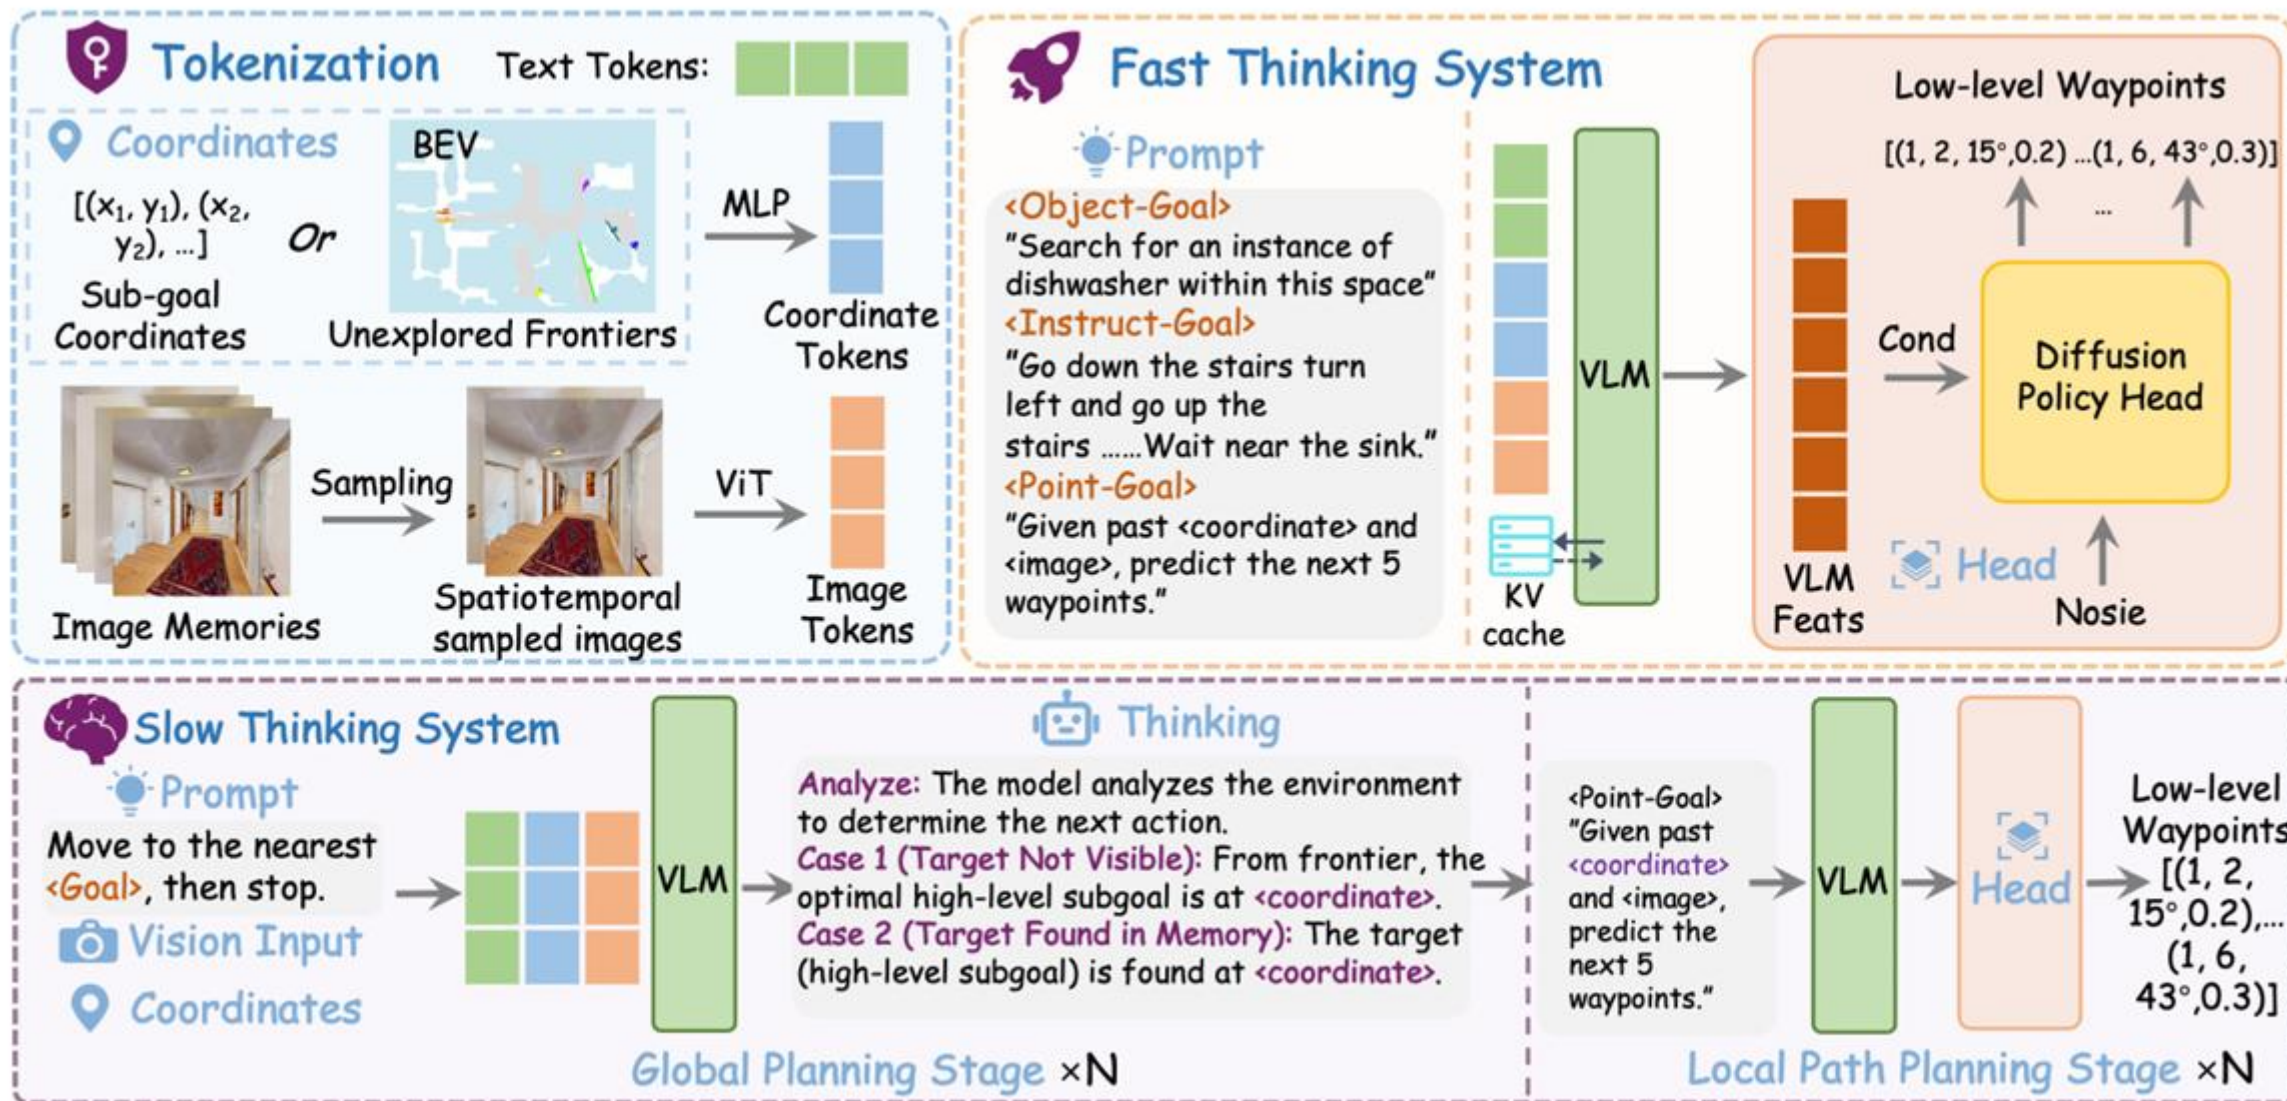 Tokenization
Text Tokens:
Coordinates
[(x₁, y₁), (x₂,
y₂), ...]
Sub-goal
Coordinates
Or
BEV
Unexplored Frontiers
MLP
Coordinate
Tokens
Image Memories
Sampling
Spatiotemporal
sampled images
ViT
Image
Tokens
Fast Thinking System
Prompt
<Object-Goal>
"Search for an instance of
dishwasher within this space"
<Instruct-Goal>
"Go down the stairs turn
left and go up the
stairs ......Wait near the sink."
<Point-Goal>
"Given past <coordinate> and
<image>, predict the next 5
waypoints."
KV
cache
VLM
VLM
Feats
Cond
Low-level Waypoints
[(1, 2, 15°,0.2) ...(1, 6, 43°,0.3)]
...
Diffusion
Policy Head
Head
Nosie
Slow Thinking System
Prompt
Move to the nearest
<Goal>, then stop.
Vision Input
Coordinates
VLM
Thinking
Analyze: The model analyzes the environment
to determine the next action.
Case 1 (Target Not Visible): From frontier, the
optimal high-level subgoal is at <coordinate>.
Case 2 (Target Found in Memory): The target
(high-level subgoal) is found at <coordinate>.
Global Planning Stage ×N
<Point-Goal>
"Given past
<coordinate>
and <image>,
predict the
next 5
waypoints."
VLM
Head
Low-level
Waypoints
[(1, 2,
15°,0.2),...
(1, 6,
43°,0.3)]
Local Path Planning Stage ×N